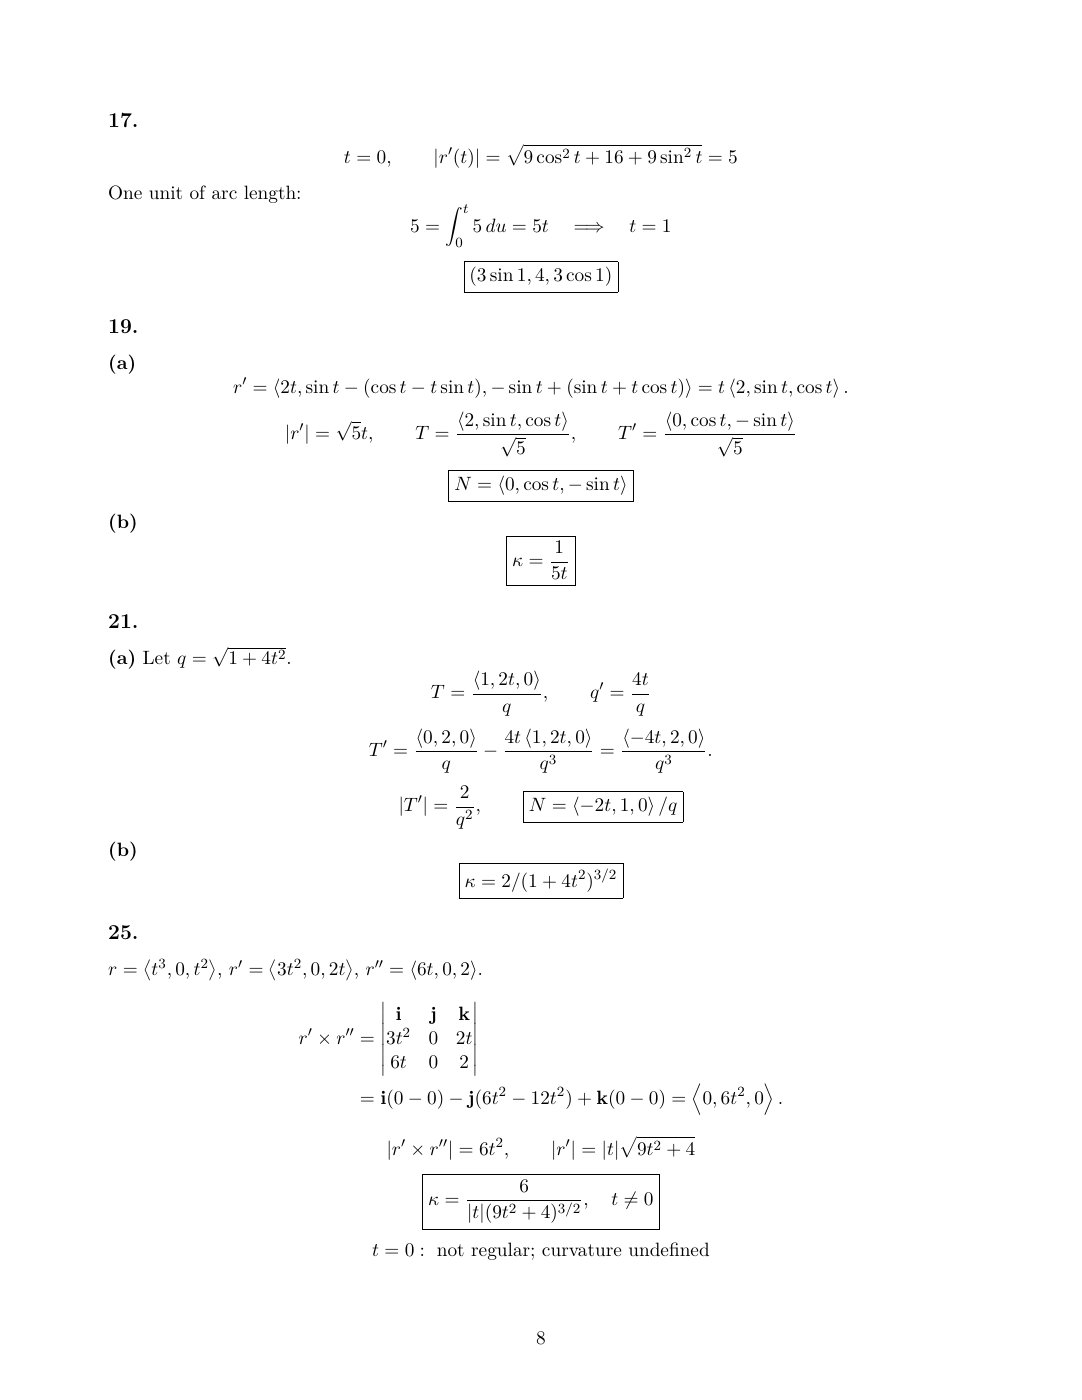 17.
t = 0, |r′(t)| = √(9 cos² t + 16 + 9 sin² t) = 5
One unit of arc length:
5 = ∫₀ᵗ 5 du = 5t ⟹ t = 1
(3 sin 1, 4, 3 cos 1)
19.
(a)
r′ = ⟨2t, sin t − (cos t − t sin t), − sin t + (sin t + t cos t)⟩ = t ⟨2, sin t, cos t⟩ .
|r′| = √5t, T = ⟨2, sin t, cos t⟩/√5, T′ = ⟨0, cos t, − sin t⟩/√5
N = ⟨0, cos t, − sin t⟩
(b)
κ = 1/5t
21.
(a) Let q = √(1 + 4t²).
T = ⟨1, 2t, 0⟩/q, q′ = 4t/q
T′ = ⟨0, 2, 0⟩/q − 4t ⟨1, 2t, 0⟩/q³ = ⟨−4t, 2, 0⟩/q³.
|T′| = 2/q², N = ⟨−2t, 1, 0⟩ /q
(b)
κ = 2/(1 + 4t²)^{3/2}
25.
r = ⟨t³, 0, t²⟩, r′ = ⟨3t², 0, 2t⟩, r″ = ⟨6t, 0, 2⟩.
r′ × r″ = | i j k |
| 3t² 0 2t |
| 6t 0 2 |
= i(0 − 0) − j(6t² − 12t²) + k(0 − 0) = ⟨0, 6t², 0⟩ .
|r′ × r″| = 6t², |r′| = |t|√(9t² + 4)
κ = 6/|t|(9t² + 4)^{3/2}, t ≠ 0
t = 0 : not regular; curvature undefined
8